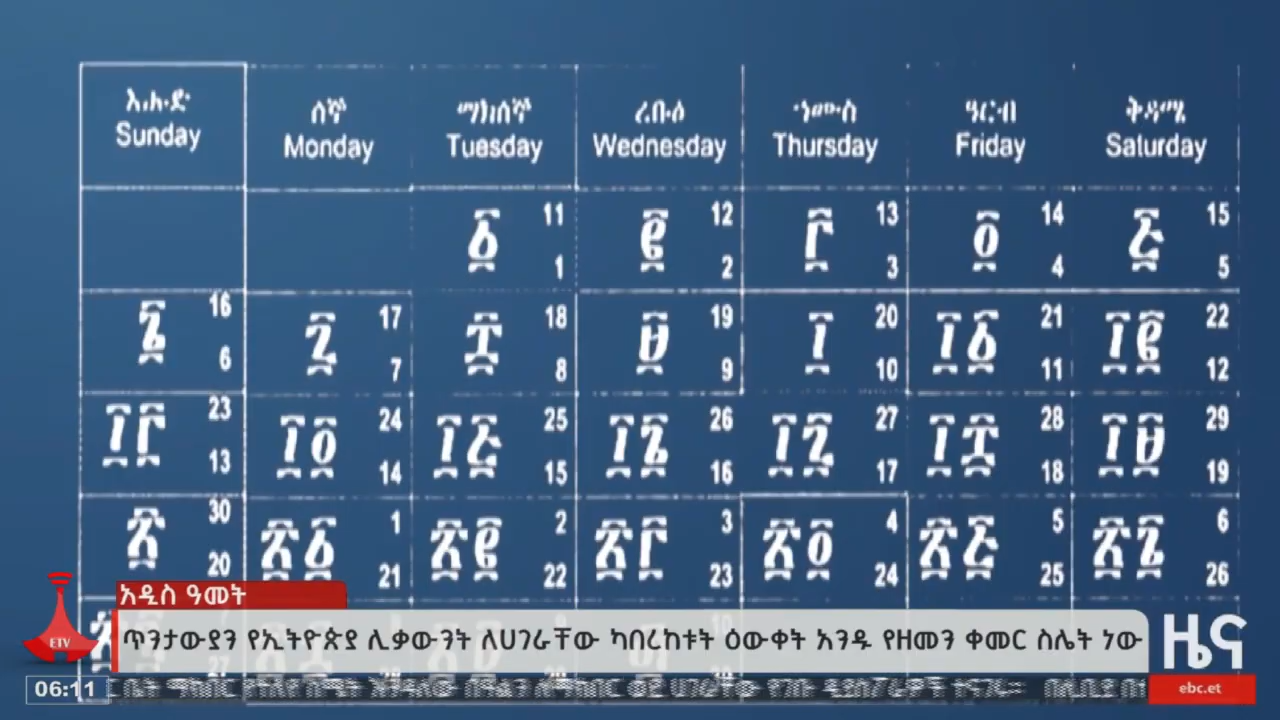 እሑድ ሰኞ ማክሰኞ ረቡዕ ኀሙስ ዓርብ ቅዳሜ
Sunday Monday Tuesday Wednesday Thursday Friday Saturday
፩ 11 ፪ 12 ፫ 13 ፬ 14 ፭ 15
1 2 3 4 5
፮ 16 ፯ 17 ፰ 18 ፱ 19 ፲ 20 ፲፩ 21 ፲፪ 22
6 7 8 9 10 11 12
፲፫ 23 ፲፬ 24 ፲፭ 25 ፲፮ 26 ፲፯ 27 ፲፰ 28 ፲፱ 29
13 14 15 16 17 18 19
፳ 30 ፳፩ 1 ፳፪ 2 ፳፫ 3 ፳፬ 4 ፳፭ 5 ፳፮ 6
20 21 22 23 24 25 26
አዲስ ዓመት
ETV
ጥንታውያን የኢትዮጵያ ሊቃውንት ለሀገራቸው ካበረከቱት ዕውቀት አንዱ የዘመን ቀመር ስሌት ነው
ዜና
06:11
ebc.et